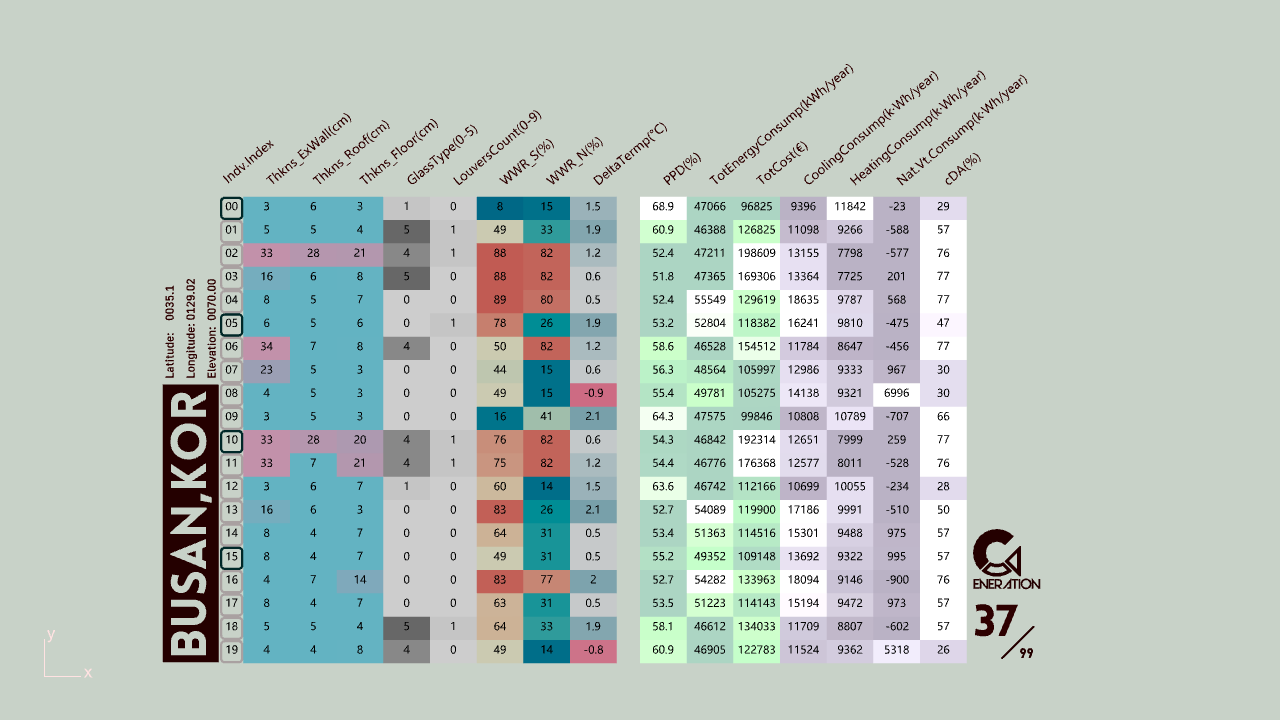 Indv.Index Thkns_ExWall(cm) Thkns_Roof(cm) Thkns_Floor(cm) GlassType(0-5) LouversCount(0-9) WWR_S(%) WWR_N(%) DeltaTermp(°C) PPD(%) TotEnergyConsump(kWh/year) TotCost(€) CoolingConsump(k·Wh/year) HeatingConsump(k·Wh/year) Nat.Vt.Consump(k·Wh/year) cDA(%)
00 3 6 3 1 0 8 15 1.5 68.9 47066 96825 9396 11842 -23 29
01 5 5 4 5 1 49 33 1.9 60.9 46388 126825 11098 9266 -588 57
02 33 28 21 4 1 88 82 1.2 52.4 47211 198609 13155 7798 -577 76
03 16 6 8 5 0 88 82 0.6 51.8 47365 169306 13364 7725 201 77
04 8 5 7 0 0 89 80 0.5 52.4 55549 129619 18635 9787 568 77
05 6 5 6 0 1 78 26 1.9 53.2 52804 118382 16241 9810 -475 47
06 34 7 8 4 0 50 82 1.2 58.6 46528 154512 11784 8647 -456 77
07 23 5 3 0 0 44 15 0.6 56.3 48564 105997 12986 9333 967 30
08 4 5 3 0 0 49 15 -0.9 55.4 49781 105275 14138 9321 6996 30
09 3 5 3 0 0 16 41 2.1 64.3 47575 99846 10808 10789 -707 66
10 33 28 20 4 1 76 82 0.6 54.3 46842 192314 12651 7999 259 77
11 33 7 21 4 1 75 82 1.2 54.4 46776 176368 12577 8011 -528 76
12 3 6 7 1 0 60 14 1.5 63.6 46742 112166 10699 10055 -234 28
13 16 6 3 0 0 83 26 2.1 52.7 54089 119900 17186 9991 -510 50
14 8 4 7 0 0 64 31 0.5 53.4 51363 114516 15301 9488 975 57
15 8 4 7 0 0 49 31 0.5 55.2 49352 109148 13692 9322 995 57
16 4 7 14 0 0 83 77 2 52.7 54282 133963 18094 9146 -900 76
17 8 4 7 0 0 63 31 0.5 53.5 51223 114143 15194 9472 973 57
18 5 5 4 5 1 64 33 1.9 58.1 46612 134033 11709 8807 -602 57
19 4 4 8 4 0 49 14 -0.8 60.9 46905 122783 11524 9362 5318 26
Latitude: 0035.1
Longitude: 0129.02
Elevation: 0070.00
BUSAN,KOR
ENERATION
37/99
y
x